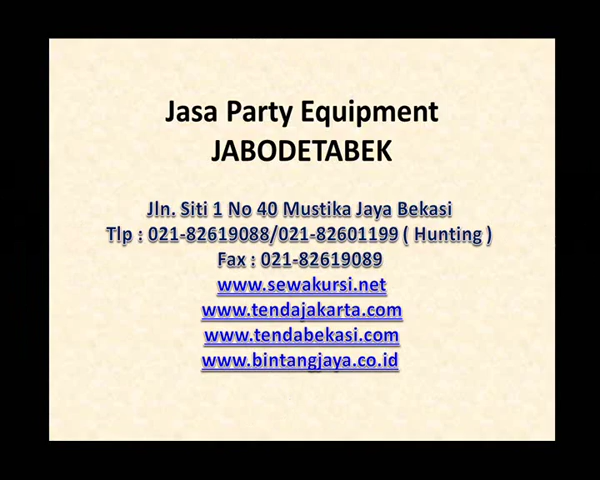 Jasa Party Equipment
JABODETABEK
Jln. Siti 1 No 40 Mustika Jaya Bekasi
Tlp : 021-82619088/021-82601199 ( Hunting )
Fax : 021-82619089
www.sewakursi.net
www.tendajakarta.com
www.tendabekasi.com
www.bintangjaya.co.id